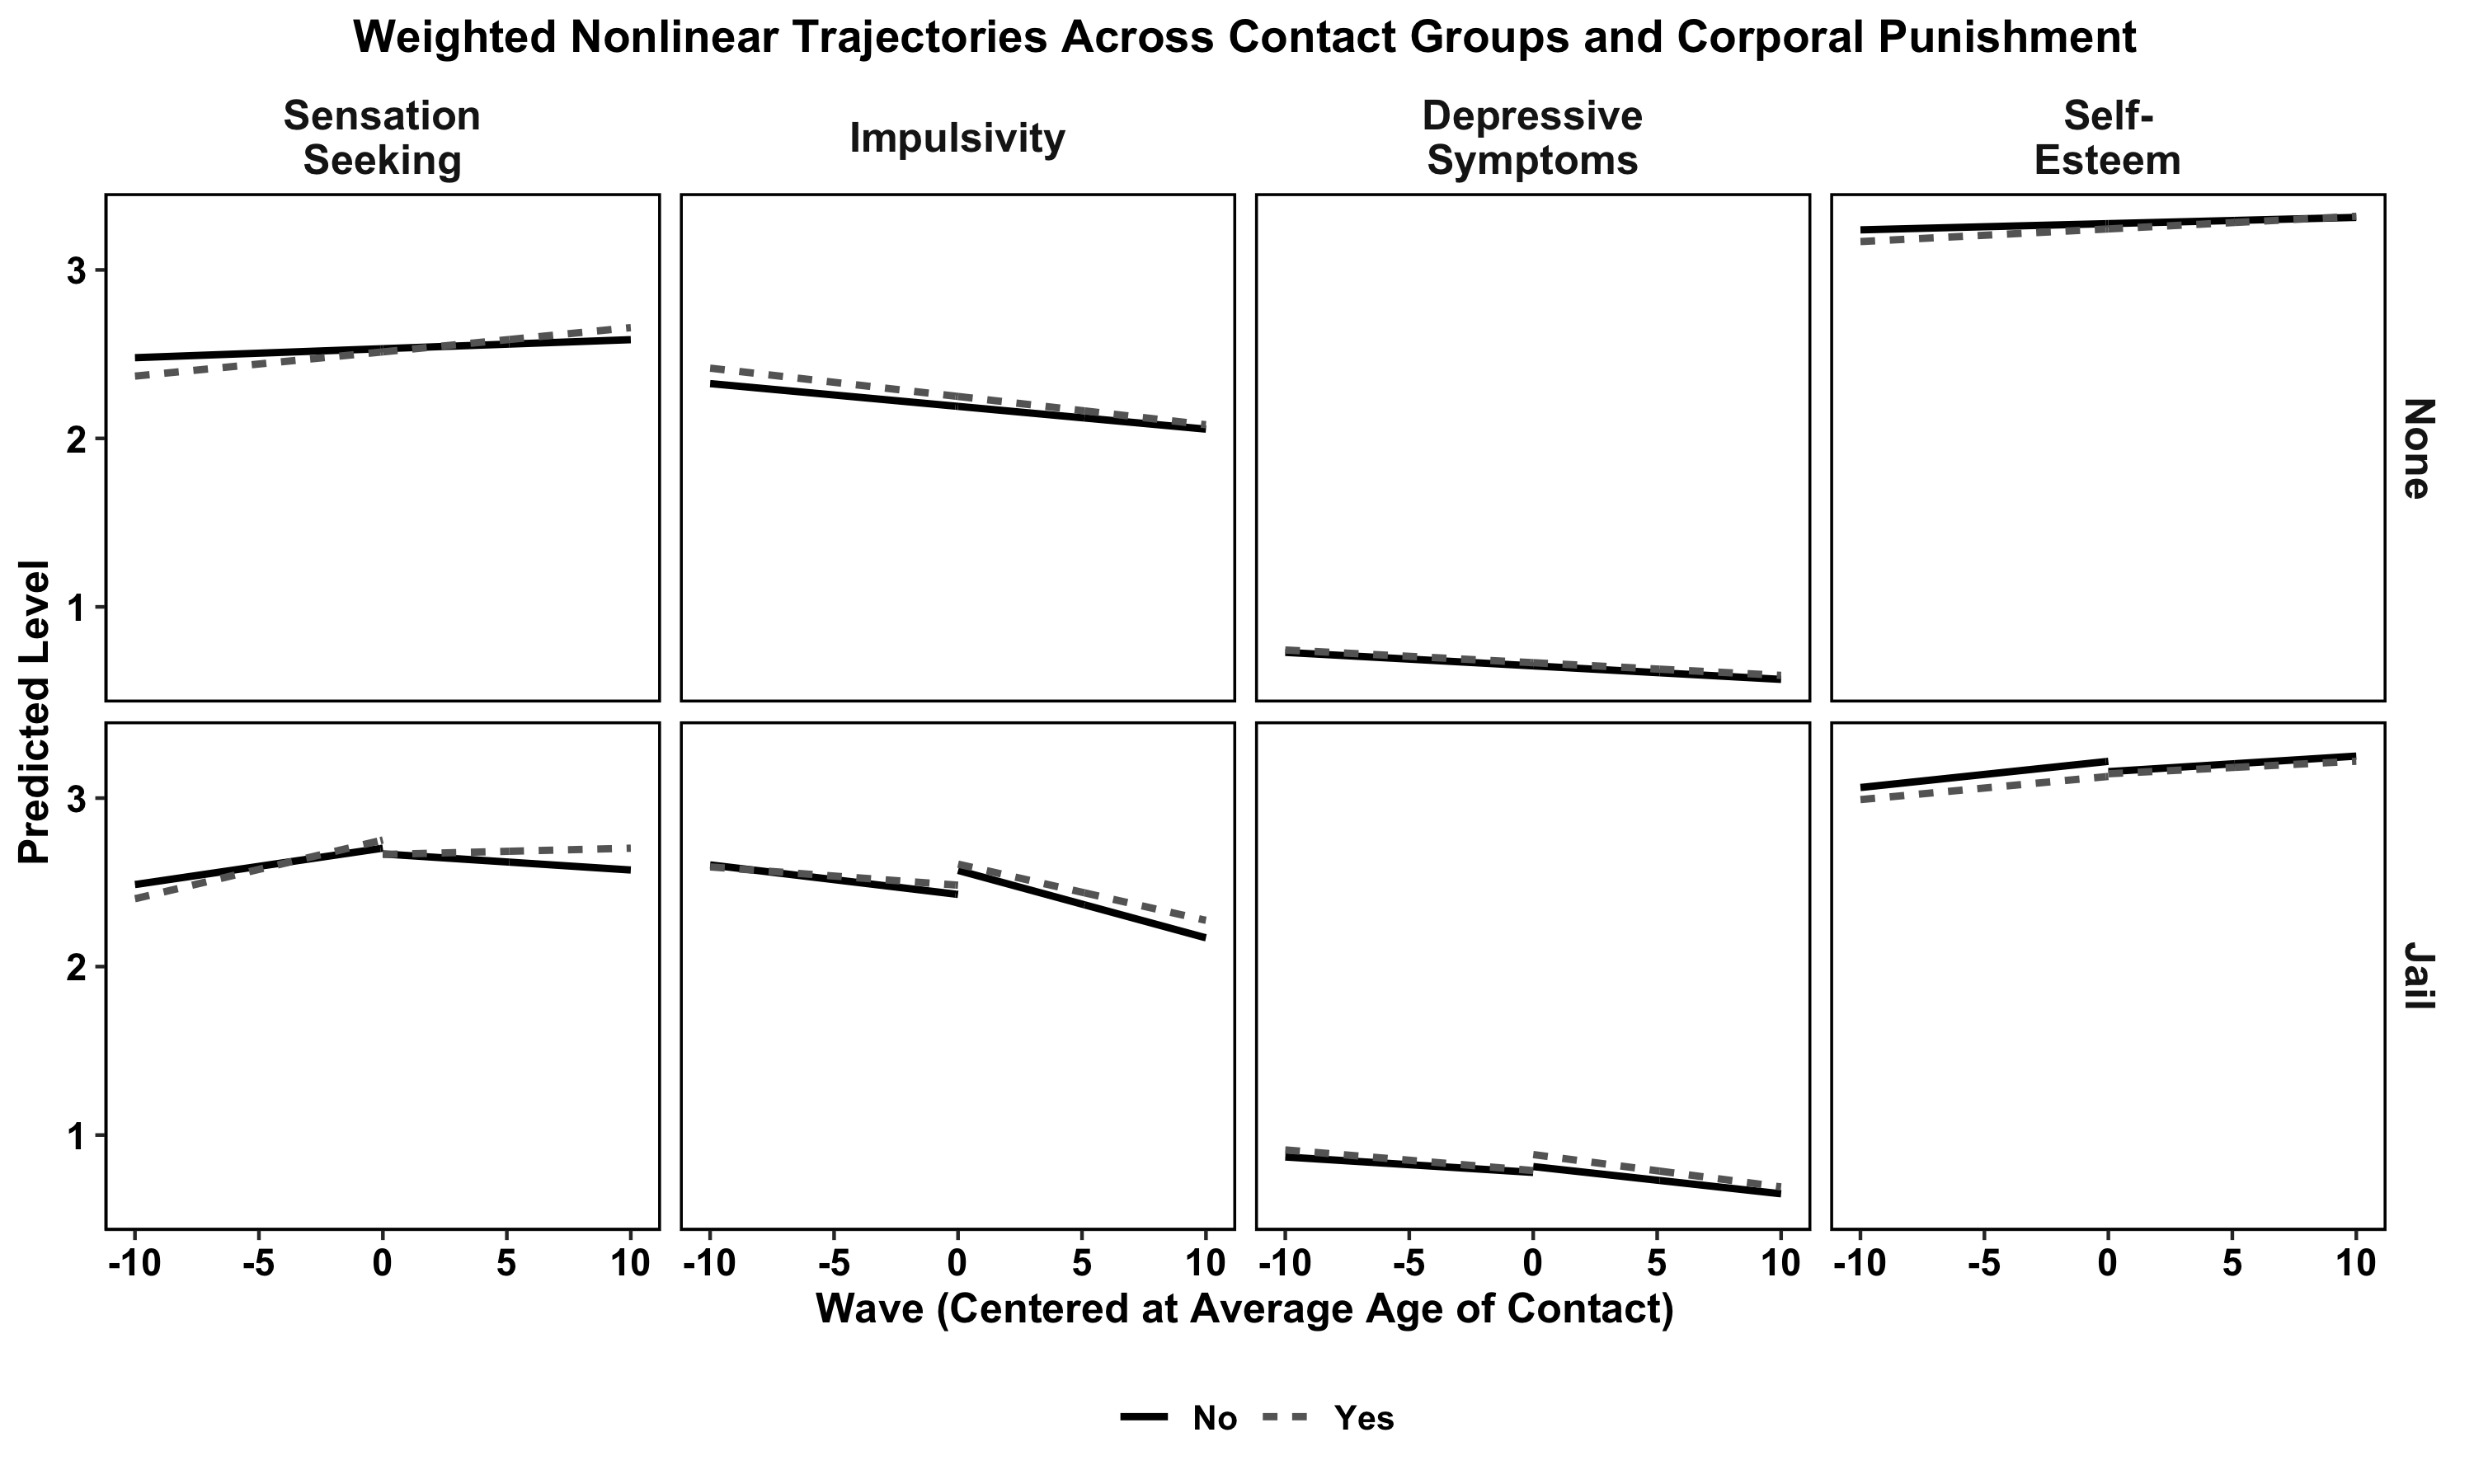 Weighted Nonlinear Trajectories Across Contact Groups and Corporal Punishment
Sensation
Seeking
Impulsivity
Depressive
Symptoms
Self-
Esteem
Predicted Level
3
2
1
None
3
2
1
Jail
-10 -5 0 5 10 -10 -5 0 5 10 -10 -5 0 5 10 -10 -5 0 5 10
Wave (Centered at Average Age of Contact)
No Yes